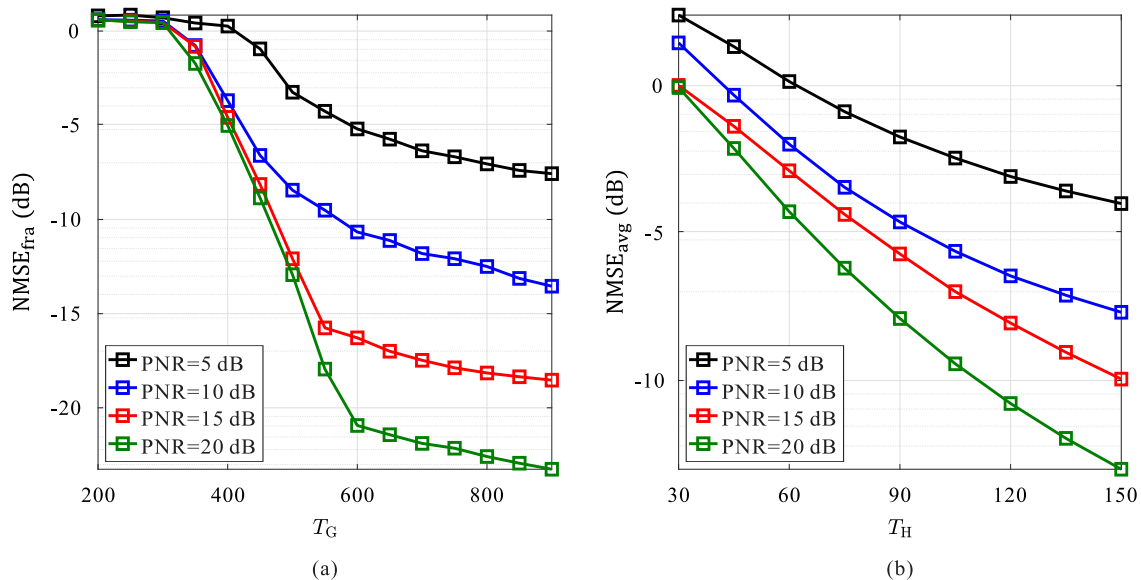 0
-5
-10
-15
-20
NMSE_fra (dB)
PNR=5 dB
PNR=10 dB
PNR=15 dB
PNR=20 dB
200 400 600 800
T_G
(a)
0
-5
-10
NMSE_avg (dB)
PNR=5 dB
PNR=10 dB
PNR=15 dB
PNR=20 dB
30 60 90 120 150
T_H
(b)